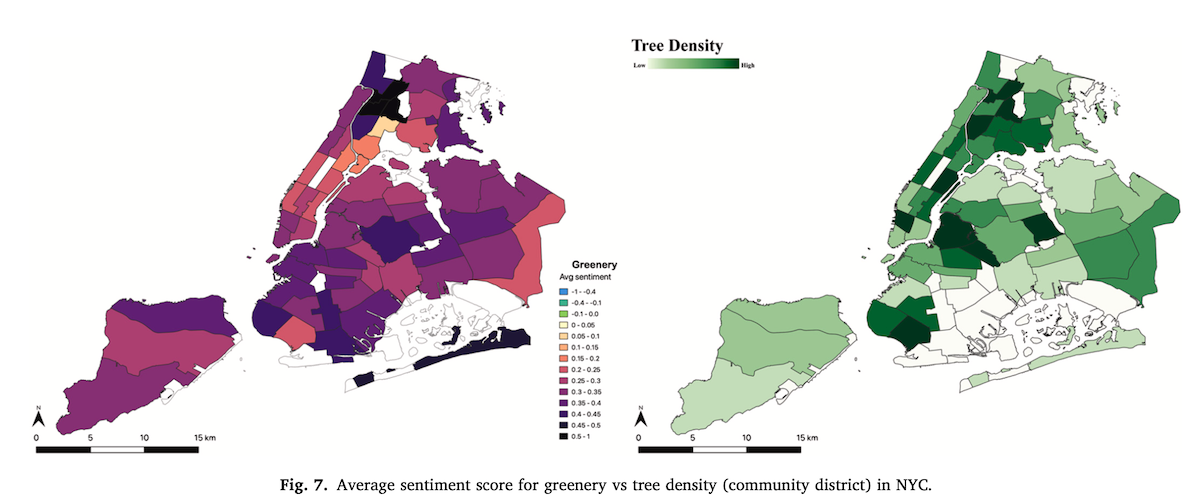 Tree Density
Low High
Greenery
Avg sentiment
-1 - -0.4
-0.4 - -0.1
-0.1 - 0.0
0 - 0.05
0.05 - 0.1
0.1 - 0.15
0.15 - 0.2
0.2 - 0.25
0.25 - 0.3
0.3 - 0.35
0.35 - 0.4
0.4 - 0.45
0.45 - 0.5
0.5 - 1
N
0 5 10 15 km
N
0 5 10 15 km
Fig. 7. Average sentiment score for greenery vs tree density (community district) in NYC.